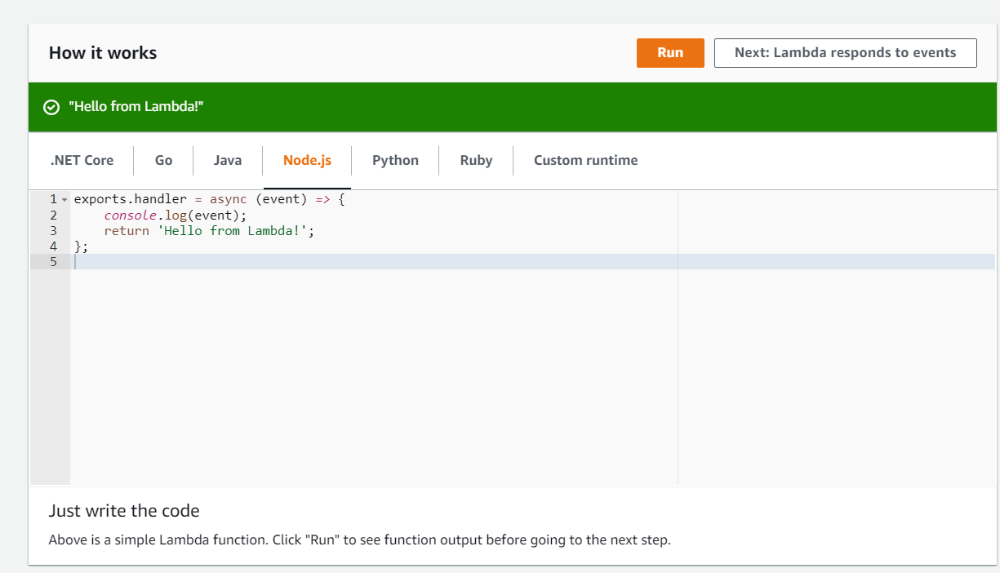 How it works
Run
Next: Lambda responds to events
"Hello from Lambda!"
.NET Core
Go
Java
Node.js
Python
Ruby
Custom runtime
1 exports.handler = async (event) => {
2     console.log(event);
3     return 'Hello from Lambda!';
4 };
5
Just write the code
Above is a simple Lambda function. Click "Run" to see function output before going to the next step.